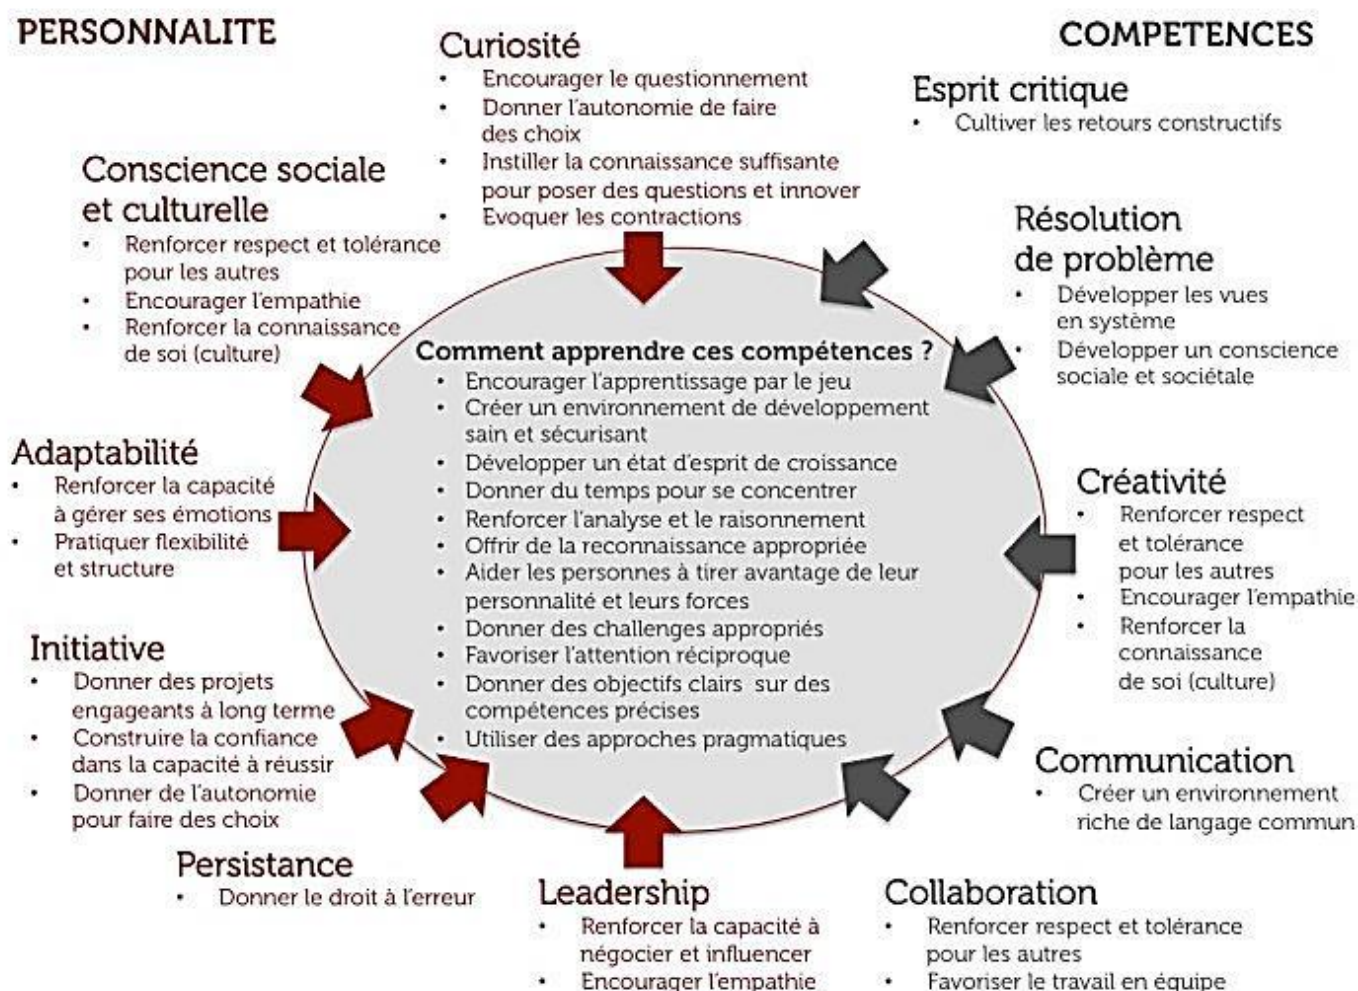 PERSONNALITE
COMPETENCES
Curiosité
• Encourager le questionnement
• Donner l'autonomie de faire
des choix
• Instiller la connaissance suffisante
pour poser des questions et innover
• Evoquer les contractions
Esprit critique
• Cultiver les retours constructifs
Conscience sociale
et culturelle
• Renforcer respect et tolérance
pour les autres
• Encourager l'empathie
• Renforcer la connaissance
de soi (culture)
Résolution
de problème
• Développer les vues
en système
• Développer un conscience
sociale et sociétale
Comment apprendre ces compétences ?
• Encourager l'apprentissage par le jeu
• Créer un environnement de développement
sain et sécurisant
• Développer un état d'esprit de croissance
• Donner du temps pour se concentrer
• Renforcer l'analyse et le raisonnement
• Offrir de la reconnaissance appropriée
• Aider les personnes à tirer avantage de leur
personnalité et leurs forces
• Donner des challenges appropriés
• Favoriser l'attention réciproque
• Donner des objectifs clairs sur des
compétences précises
• Utiliser des approches pragmatiques
Adaptabilité
• Renforcer la capacité
à gérer ses émotions
• Pratiquer flexibilité
et structure
Créativité
• Renforcer respect
et tolérance
pour les autres
• Encourager l'empathie
• Renforcer la
connaissance
de soi (culture)
Initiative
• Donner des projets
engageants à long terme
• Construire la confiance
dans la capacité à réussir
• Donner de l'autonomie
pour faire des choix
Communication
• Créer un environnement
riche de langage commun
Persistance
• Donner le droit à l'erreur
Leadership
• Renforcer la capacité à
négocier et influencer
• Encourager l'empathie
Collaboration
• Renforcer respect et tolérance
pour les autres
• Favoriser le travail en équipe